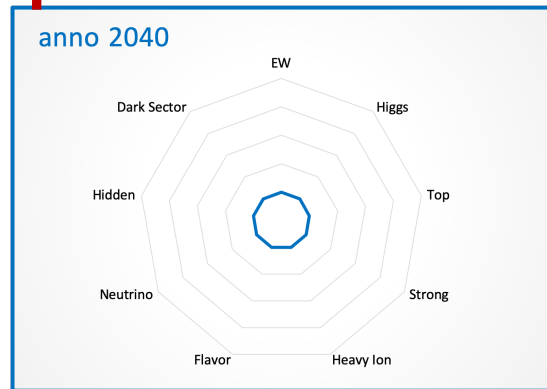 anno 2040
EW
Dark Sector
Higgs
Hidden
Top
Neutrino
Strong
Flavor
Heavy Ion